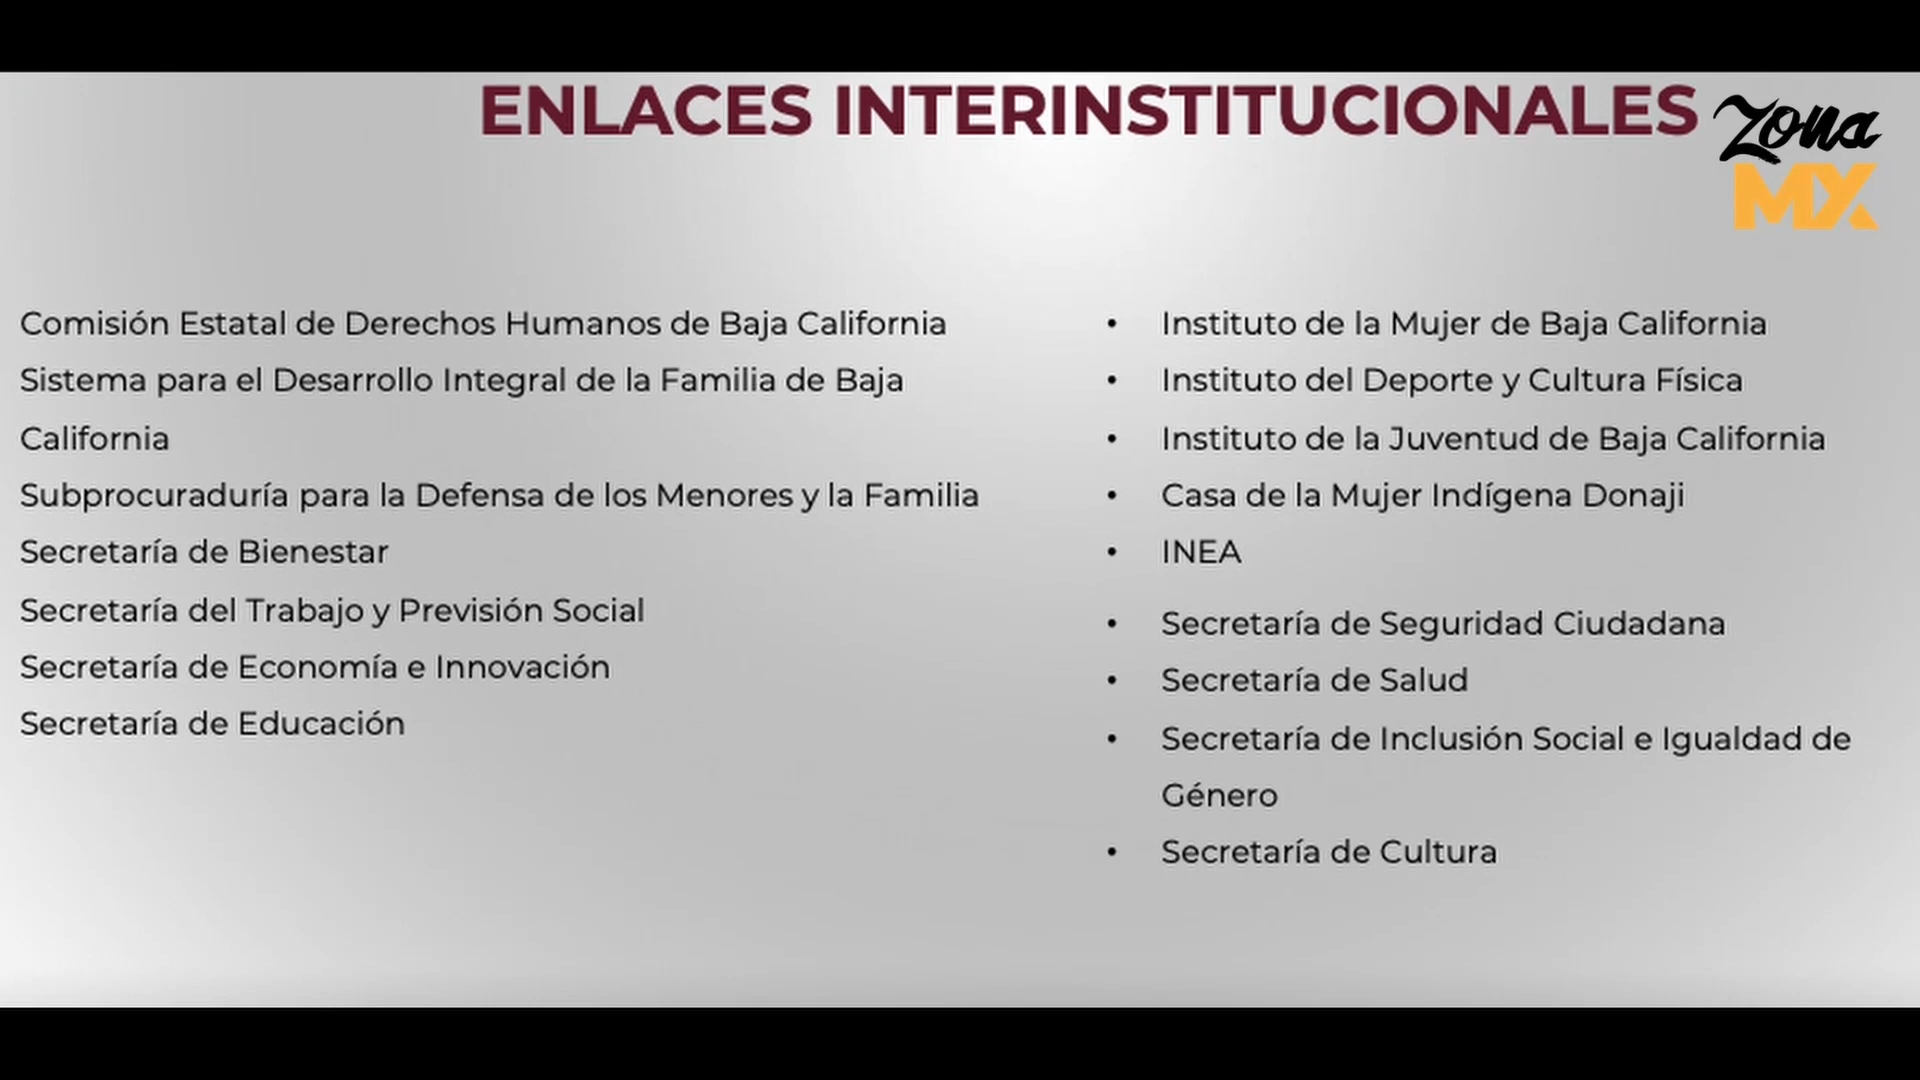 ENLACES INTERINSTITUCIONALES
Zona
MX
Comisión Estatal de Derechos Humanos de Baja California
Sistema para el Desarrollo Integral de la Familia de Baja
California
Subprocuraduría para la Defensa de los Menores y la Familia
Secretaría de Bienestar
Secretaría del Trabajo y Previsión Social
Secretaría de Economía e Innovación
Secretaría de Educación
• Instituto de la Mujer de Baja California
• Instituto del Deporte y Cultura Física
• Instituto de la Juventud de Baja California
• Casa de la Mujer Indígena Donaji
• INEA
• Secretaría de Seguridad Ciudadana
• Secretaría de Salud
• Secretaría de Inclusión Social e Igualdad de
Género
• Secretaría de Cultura